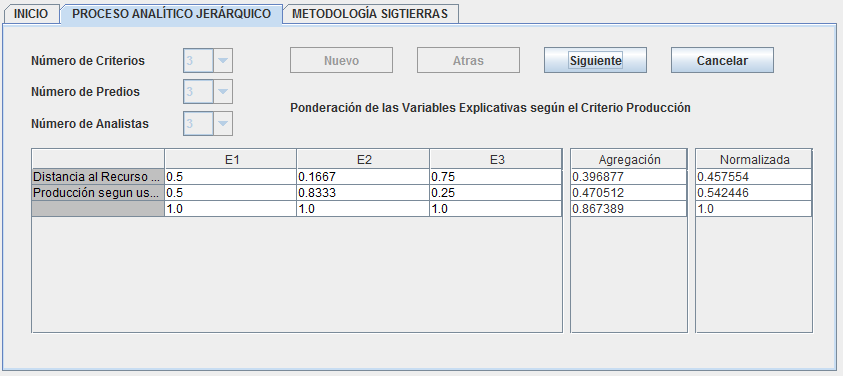 INICIO PROCESO ANALÍTICO JERÁRQUICO METODOLOGÍA SIGTIERRAS
Número de Criterios 3 Nuevo Atras Siguiente Cancelar
Número de Predios 3
Ponderación de las Variables Explicativas según el Criterio Producción
Número de Analistas 3
E1 E2 E3 Agregación Normalizada
Distancia al Recurso ... 0.5 0.1667 0.75 0.396877 0.457554
Producción segun us... 0.5 0.8333 0.25 0.470512 0.542446
1.0 1.0 1.0 0.867389 1.0